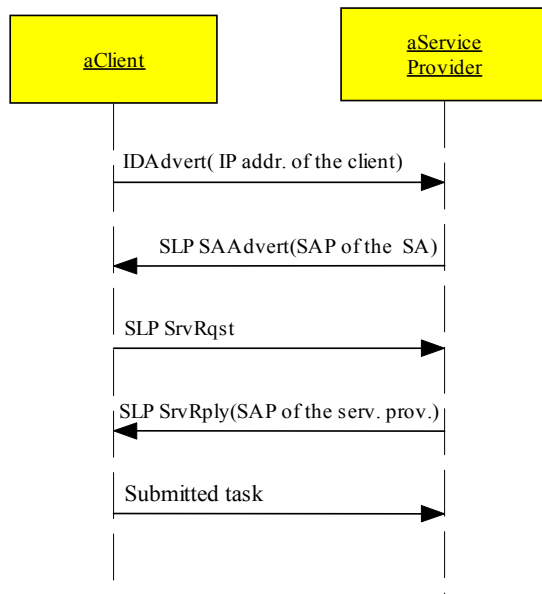 aClient
aService
Provider
IDAdvert( IP addr. of the client)
SLP SAAdvert(SAP of the  SA)
SLP SrvRqst
SLP SrvRply(SAP of the serv. prov.)
Submitted task